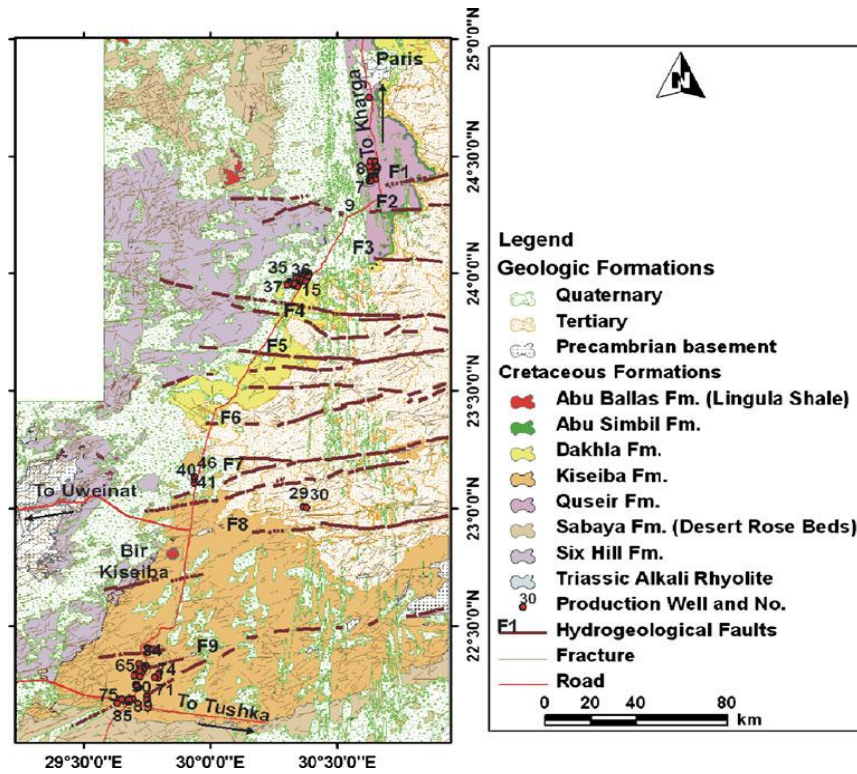 Paris
To Kharga
8
F1
7
F2
9
F3
35
36
37
15
F4
F5
F6
46
40
F7
41
29
30
To Uweinat
F8
Bir
Kiseiba
84
F9
65
74
71
75
To Tushka
85
25°0'0"N
24°30'0"N
24°0'0"N
23°30'0"N
23°0'0"N
22°30'0"N
29°30'0"E
30°0'0"E
30°30'0"E
N
Legend
Geologic Formations
Quaternary
Tertiary
Precambrian basement
Cretaceous Formations
Abu Ballas Fm. (Lingula Shale)
Abu Simbil Fm.
Dakhla Fm.
Kiseiba Fm.
Quseir Fm.
Sabaya Fm. (Desert Rose Beds)
Six Hill Fm.
Triassic Alkali Rhyolite
30
Production Well and No.
F1
Hydrogeological Faults
Fracture
Road
0 20 40 80
km